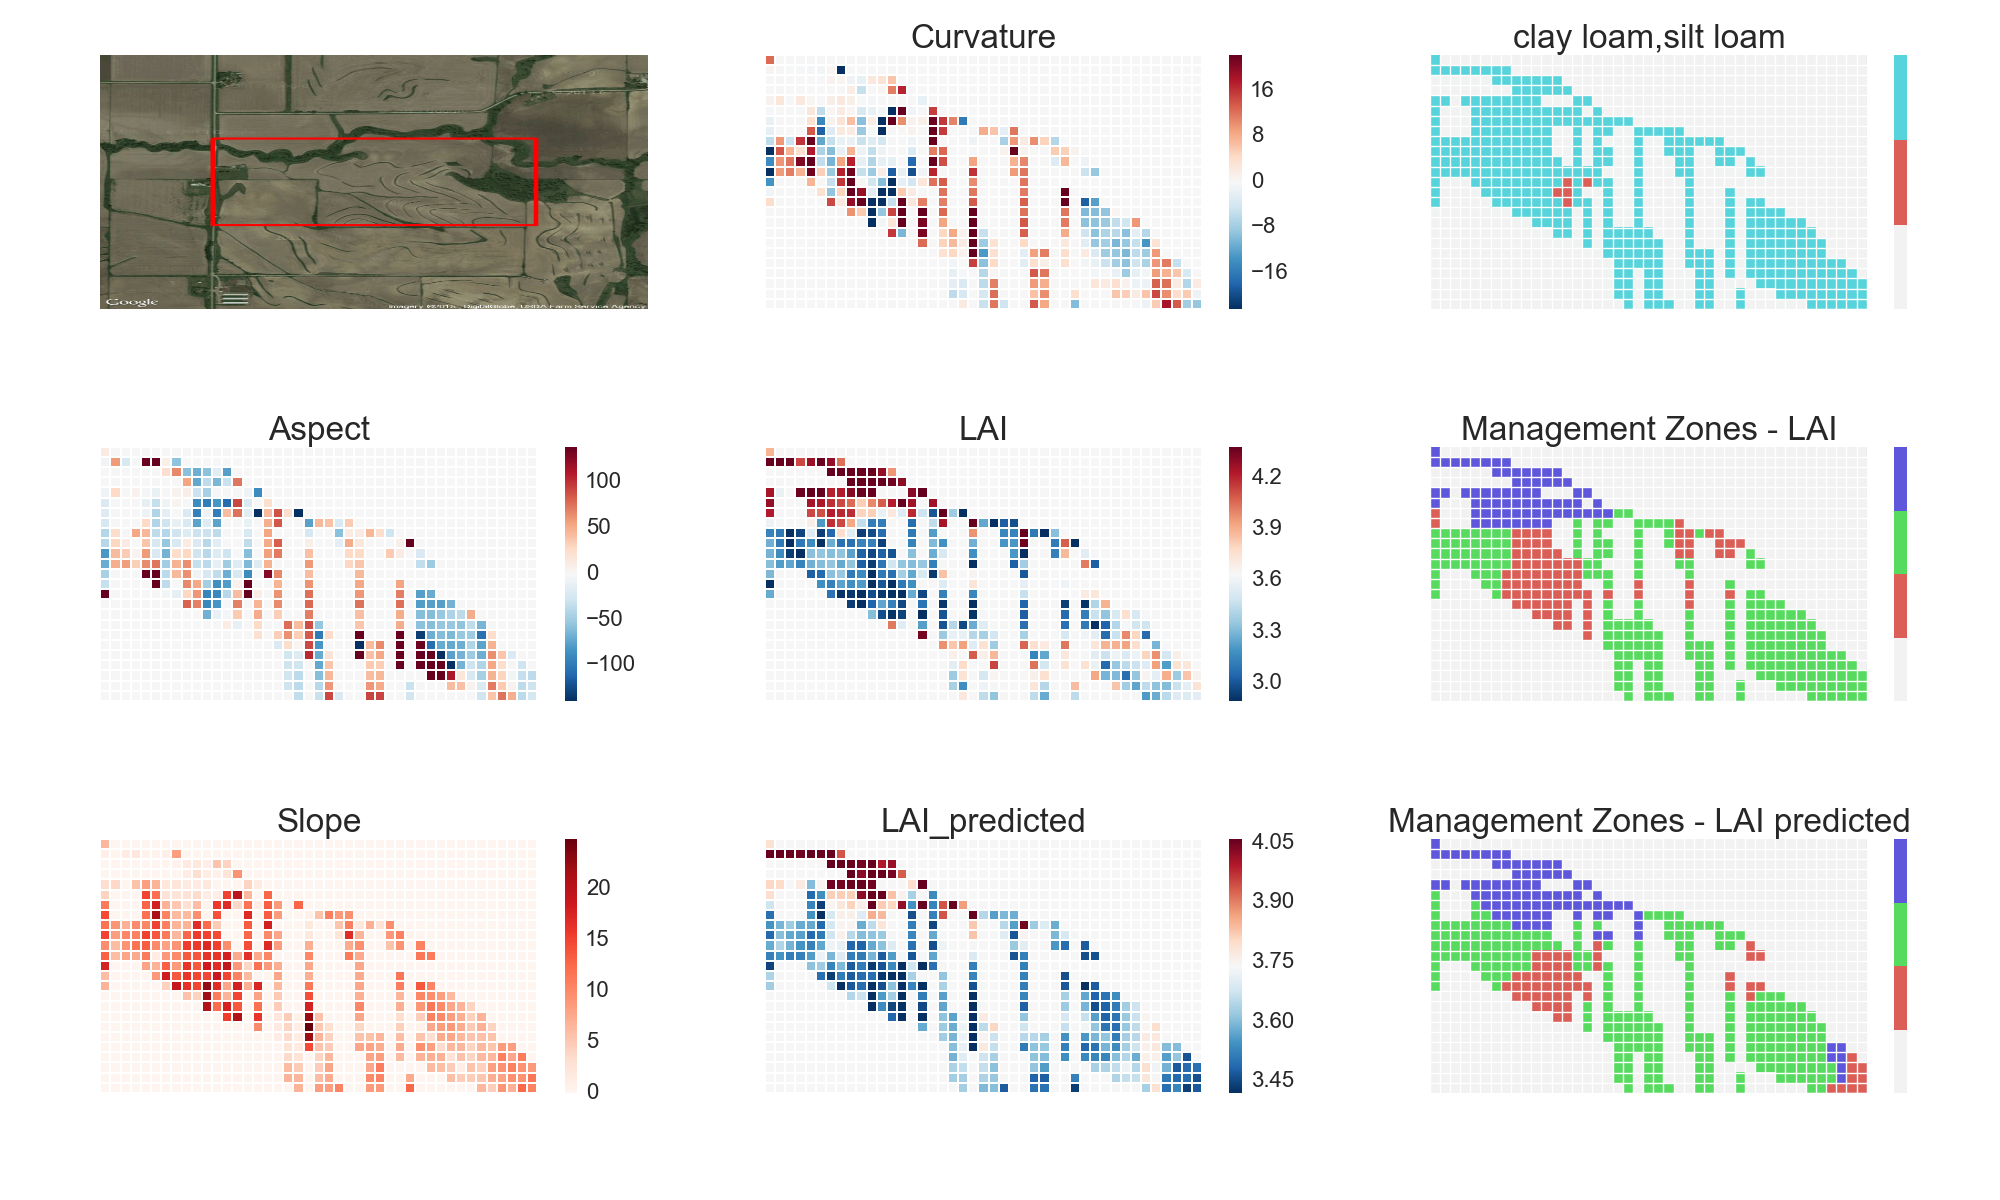 Curvature
clay loam,silt loam
16
8
0
−8
−16
Google
Aspect
LAI
Management Zones - LAI
100
50
0
−50
−100
4.2
3.9
3.6
3.3
3.0
Slope
LAI_predicted
Management Zones - LAI predicted
20
15
10
5
0
4.05
3.90
3.75
3.60
3.45